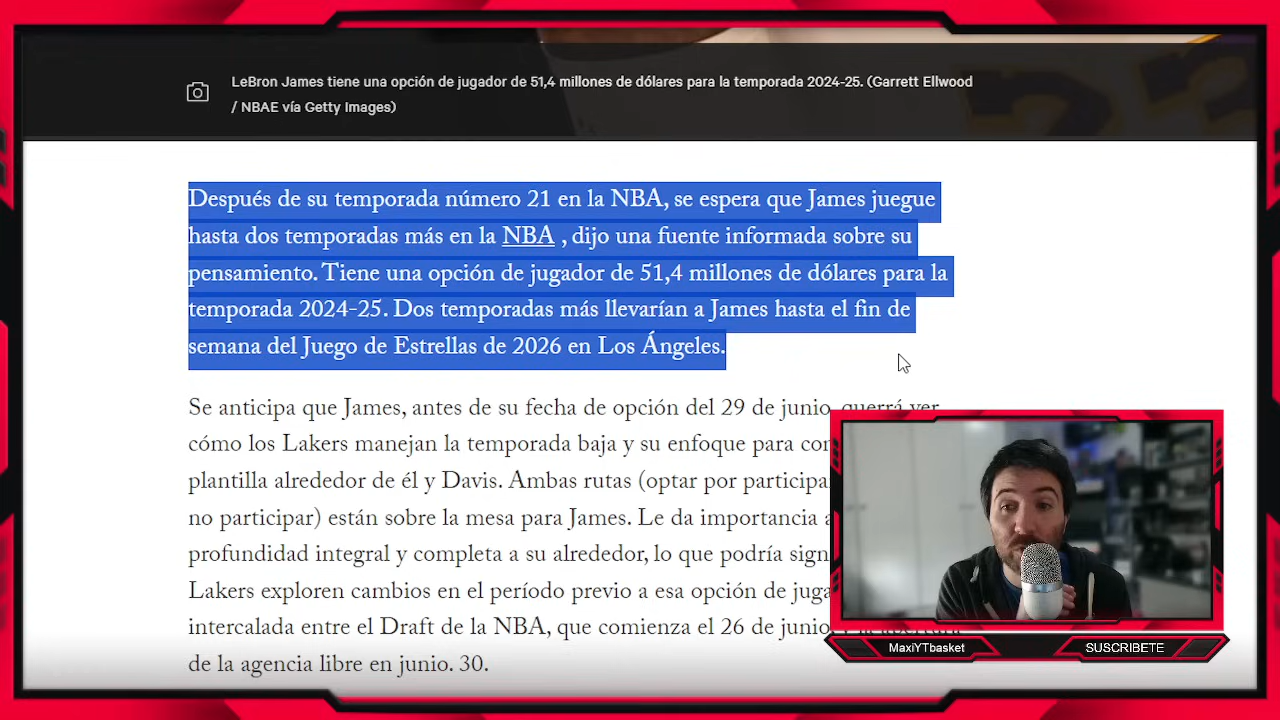 LeBron James tiene una opción de jugador de 51,4 millones de dólares para la temporada 2024-25. (Garrett Ellwood
/ NBAE vía Getty Images)
Después de su temporada número 21 en la NBA, se espera que James juegue
hasta dos temporadas más en la NBA , dijo una fuente informada sobre su
pensamiento. Tiene una opción de jugador de 51,4 millones de dólares para la
temporada 2024-25. Dos temporadas más llevarían a James hasta el fin de
semana del Juego de Estrellas de 2026 en Los Ángeles.
Se anticipa que James, antes de su fecha de opción del 29 de junio, querrá ver
cómo los Lakers manejan la temporada baja y su enfoque para
plantilla alrededor de él y Davis. Ambas rutas (optar por
no participar) están sobre la mesa para James. Le da importancia
profundidad integral y completa a su alrededor, lo que podría
Lakers exploren cambios en el período previo a esa opción de
intercalada entre el Draft de la NBA, que comienza el 26 de junio,
de la agencia libre en junio. 30.
MaxiYTbasket
SUSCRIBETE